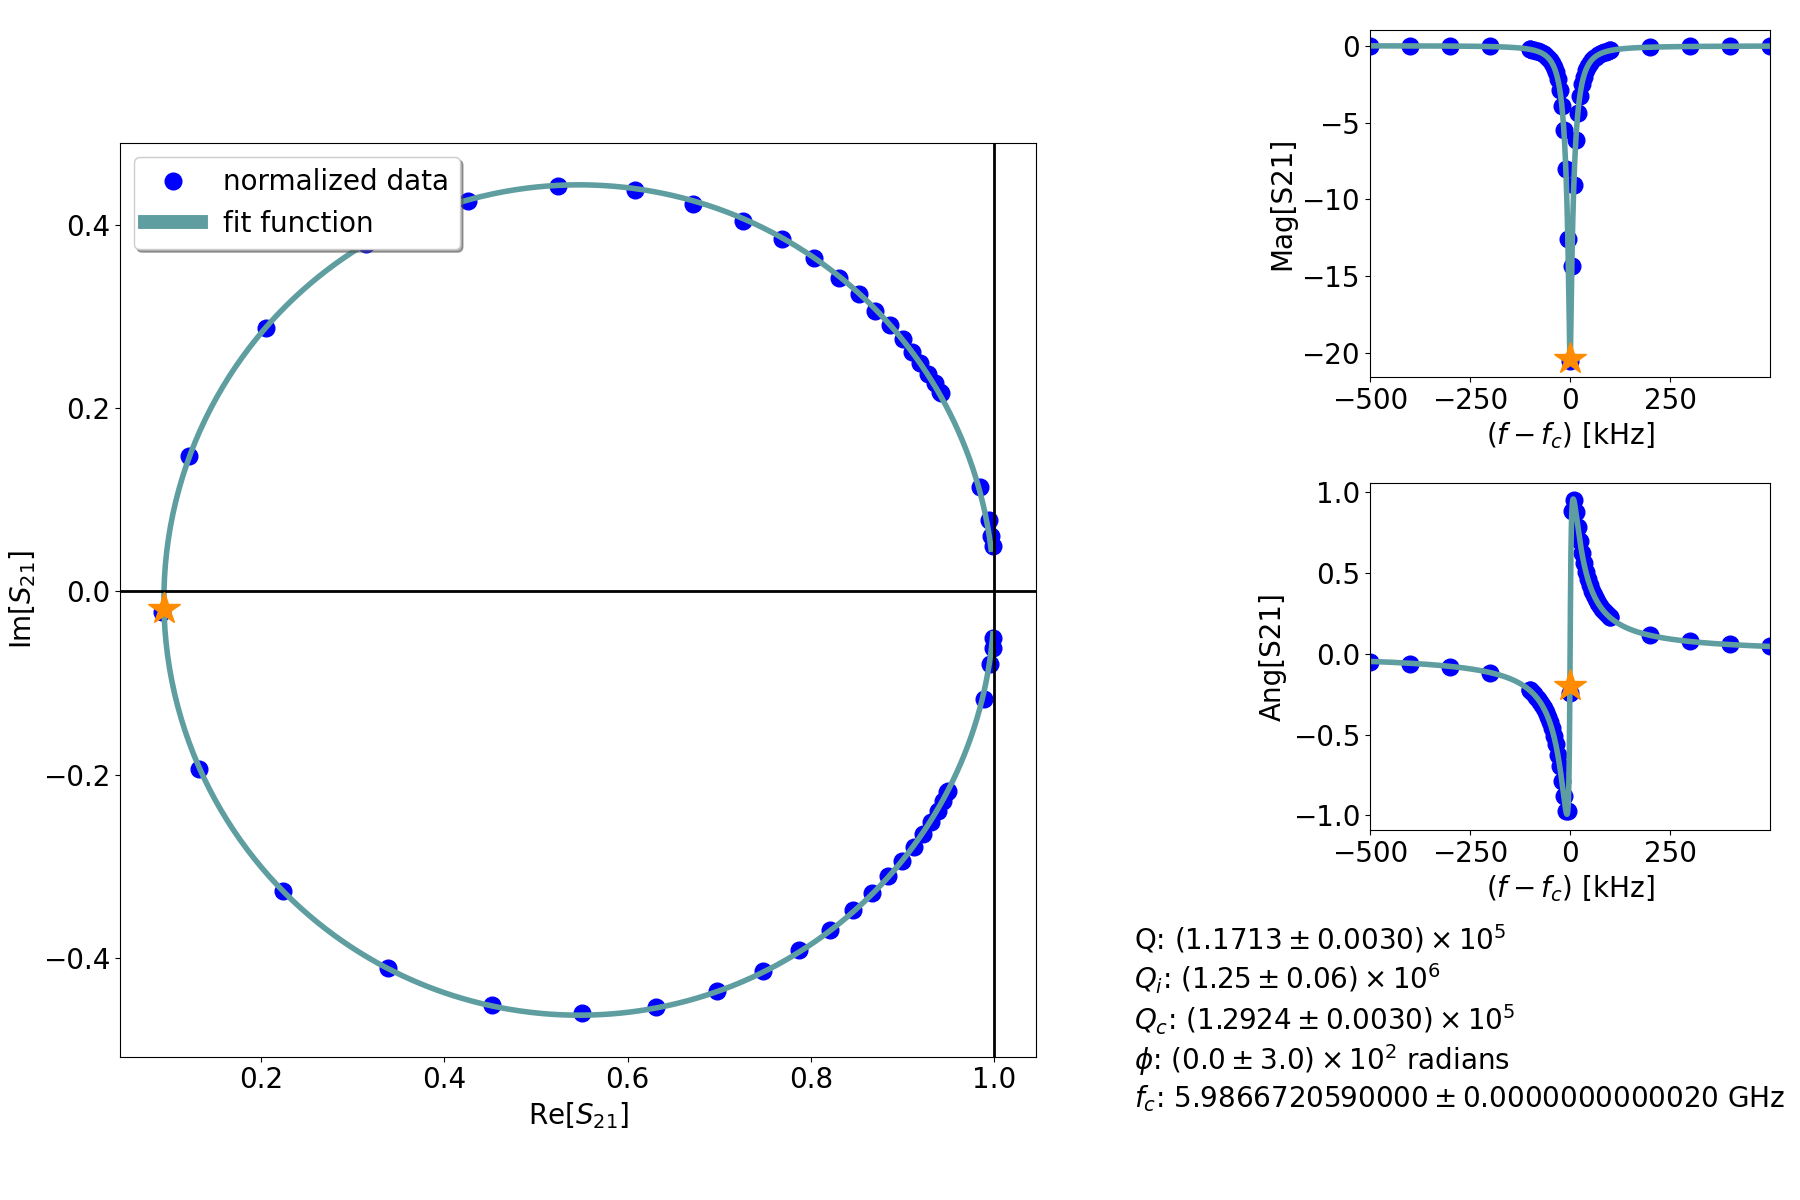 normalized data
fit function
0.4
0.2
0.0
−0.2
−0.4
Im[S21]
0.2
0.4
0.6
0.8
1.0
Re[S21]
0
−5
−10
−15
−20
Mag[S21]
−500
−250
0
250
(f − fc) [kHz]
1.0
0.5
0.0
−0.5
−1.0
Ang[S21]
−500
−250
0
250
(f − fc) [kHz]
Q: (1.1713 ± 0.0030) × 10^5
Qi: (1.25 ± 0.06) × 10^6
Qc: (1.2924 ± 0.0030) × 10^5
ϕ: (0.0 ± 3.0) × 10^2 radians
fc: 5.9866720590000 ± 0.0000000000020 GHz